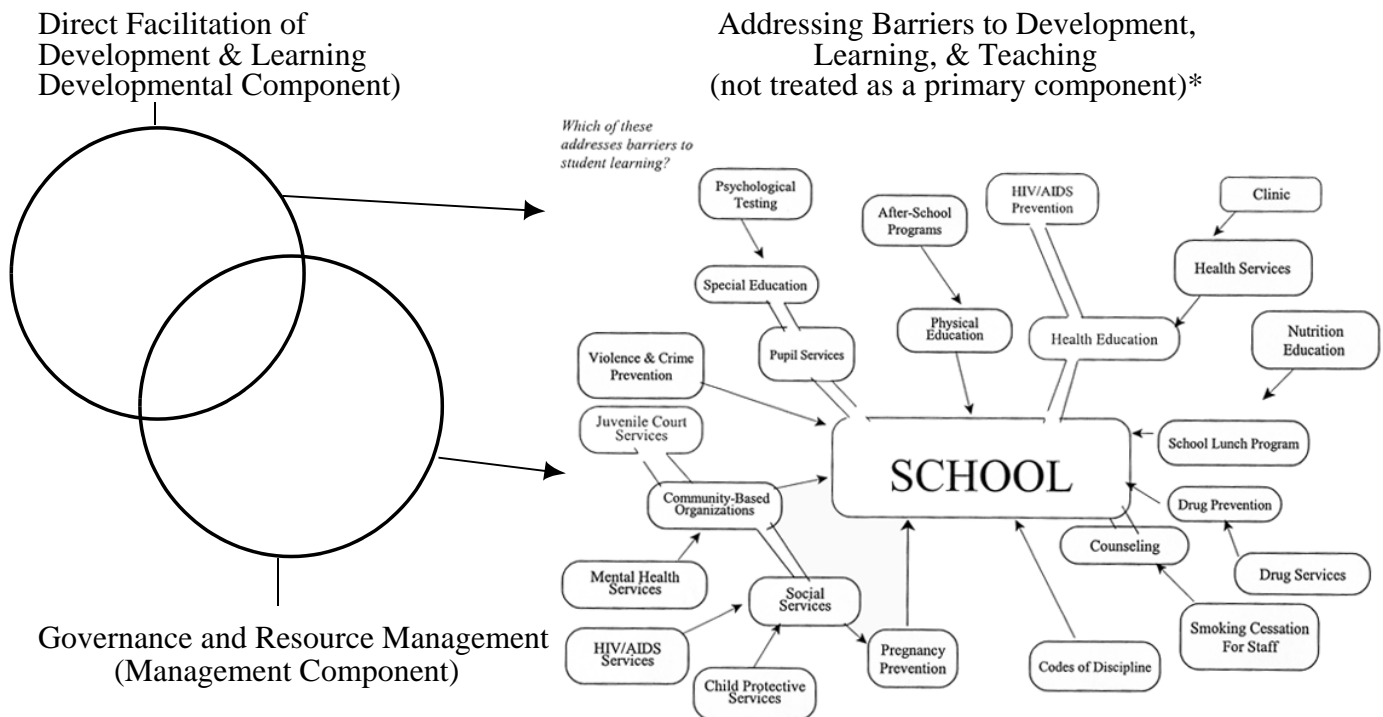 Direct Facilitation of
Development & Learning
Developmental Component)
Addressing Barriers to Development,
Learning, & Teaching
(not treated as a primary component)*
Which of these
addresses barriers to
student learning?
Psychological
Testing
After-School
Programs
HIV/AIDS
Prevention
Clinic
Health Services
Special Education
Physical
Education
Health Education
Nutrition
Education
Pupil Services
Violence & Crime
Prevention
Juvenile Court
Services
School Lunch Program
SCHOOL
Community-Based
Organizations
Drug Prevention
Counseling
Drug Services
Mental Health
Services
Social
Services
Smoking Cessation
For Staff
HIV/AIDS
Services
Pregnancy
Prevention
Codes of Discipline
Child Protective
Services
Governance and Resource Management
(Management Component)